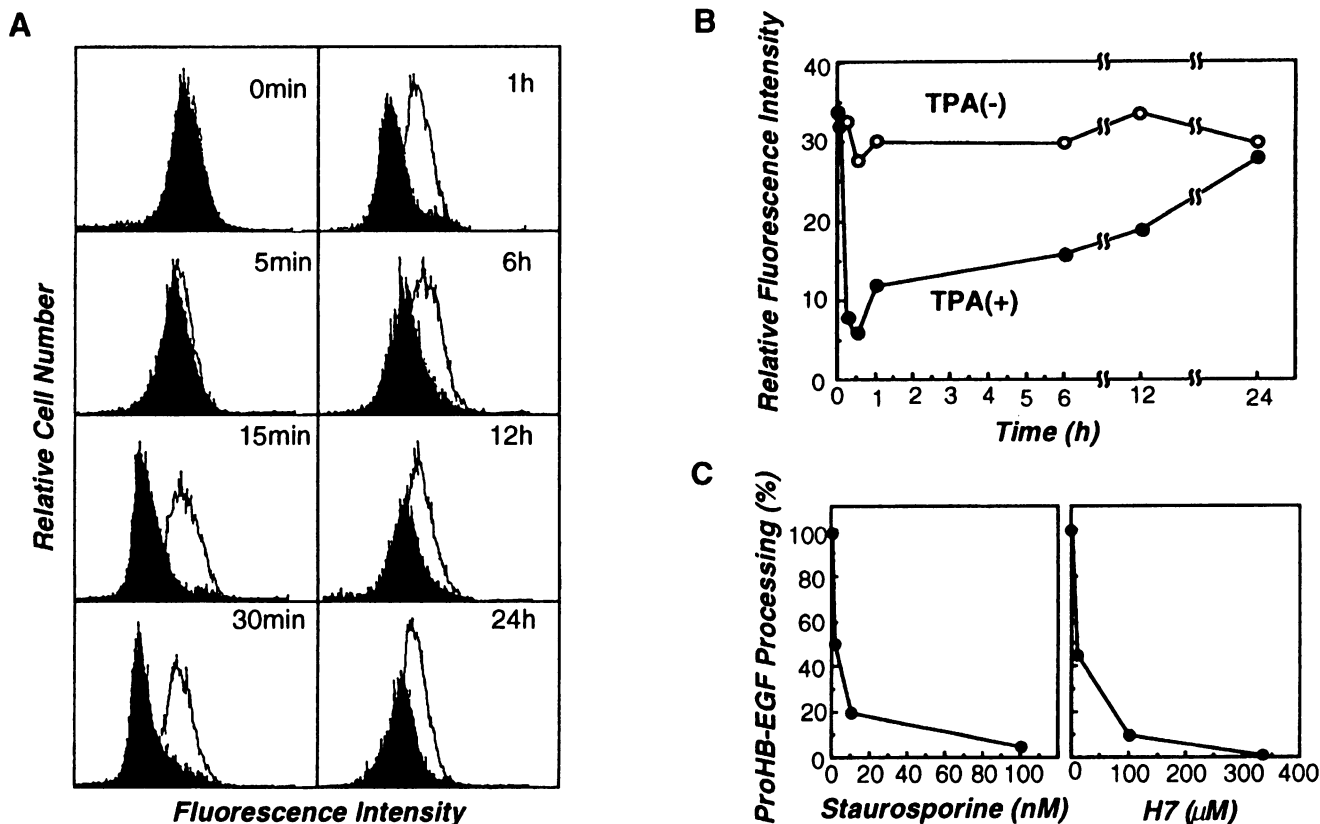 A
0min
1h
5min
6h
15min
12h
30min
24h
Relative Cell Number
Fluorescence Intensity
B
Relative Fluorescence Intensity
40
30
20
10
0
TPA(-)
TPA(+)
0 1 2 3 4 5 6 12 24
Time (h)
C
ProHB-EGF Processing (%)
100
80
60
40
20
0
0 20 40 60 80 100
Staurosporine (nM)
0 100 200 300 400
H7 (μM)